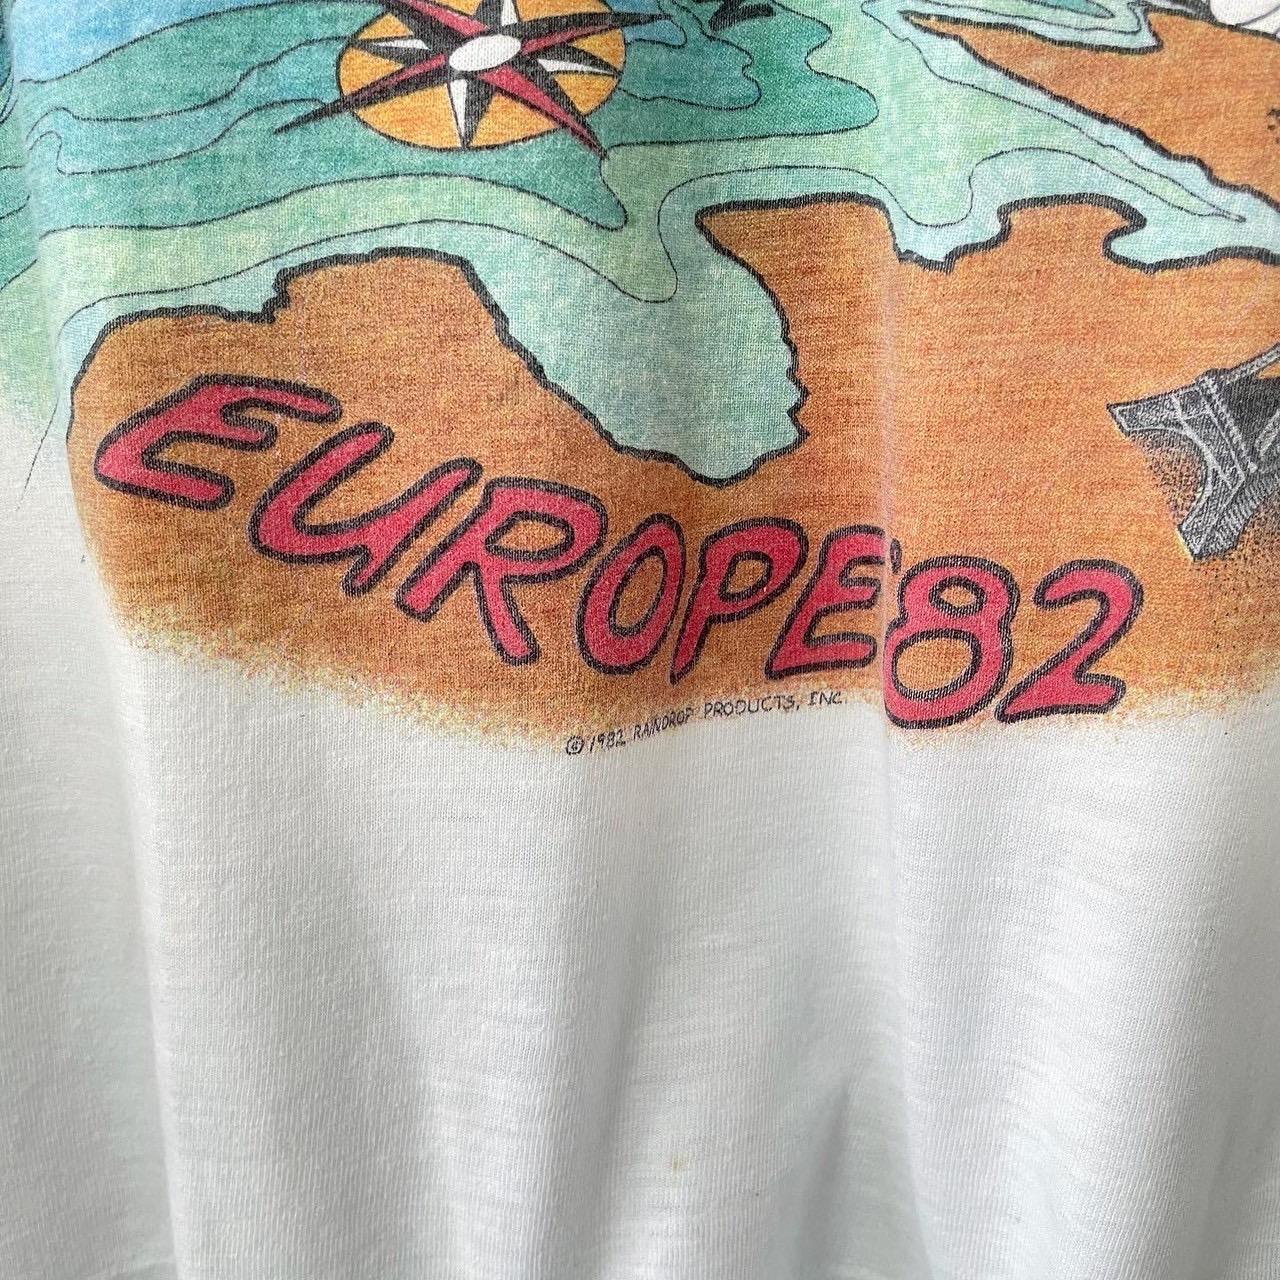 EUROPE '82
© 1982 RAINDROP PRODUCTS, INC.